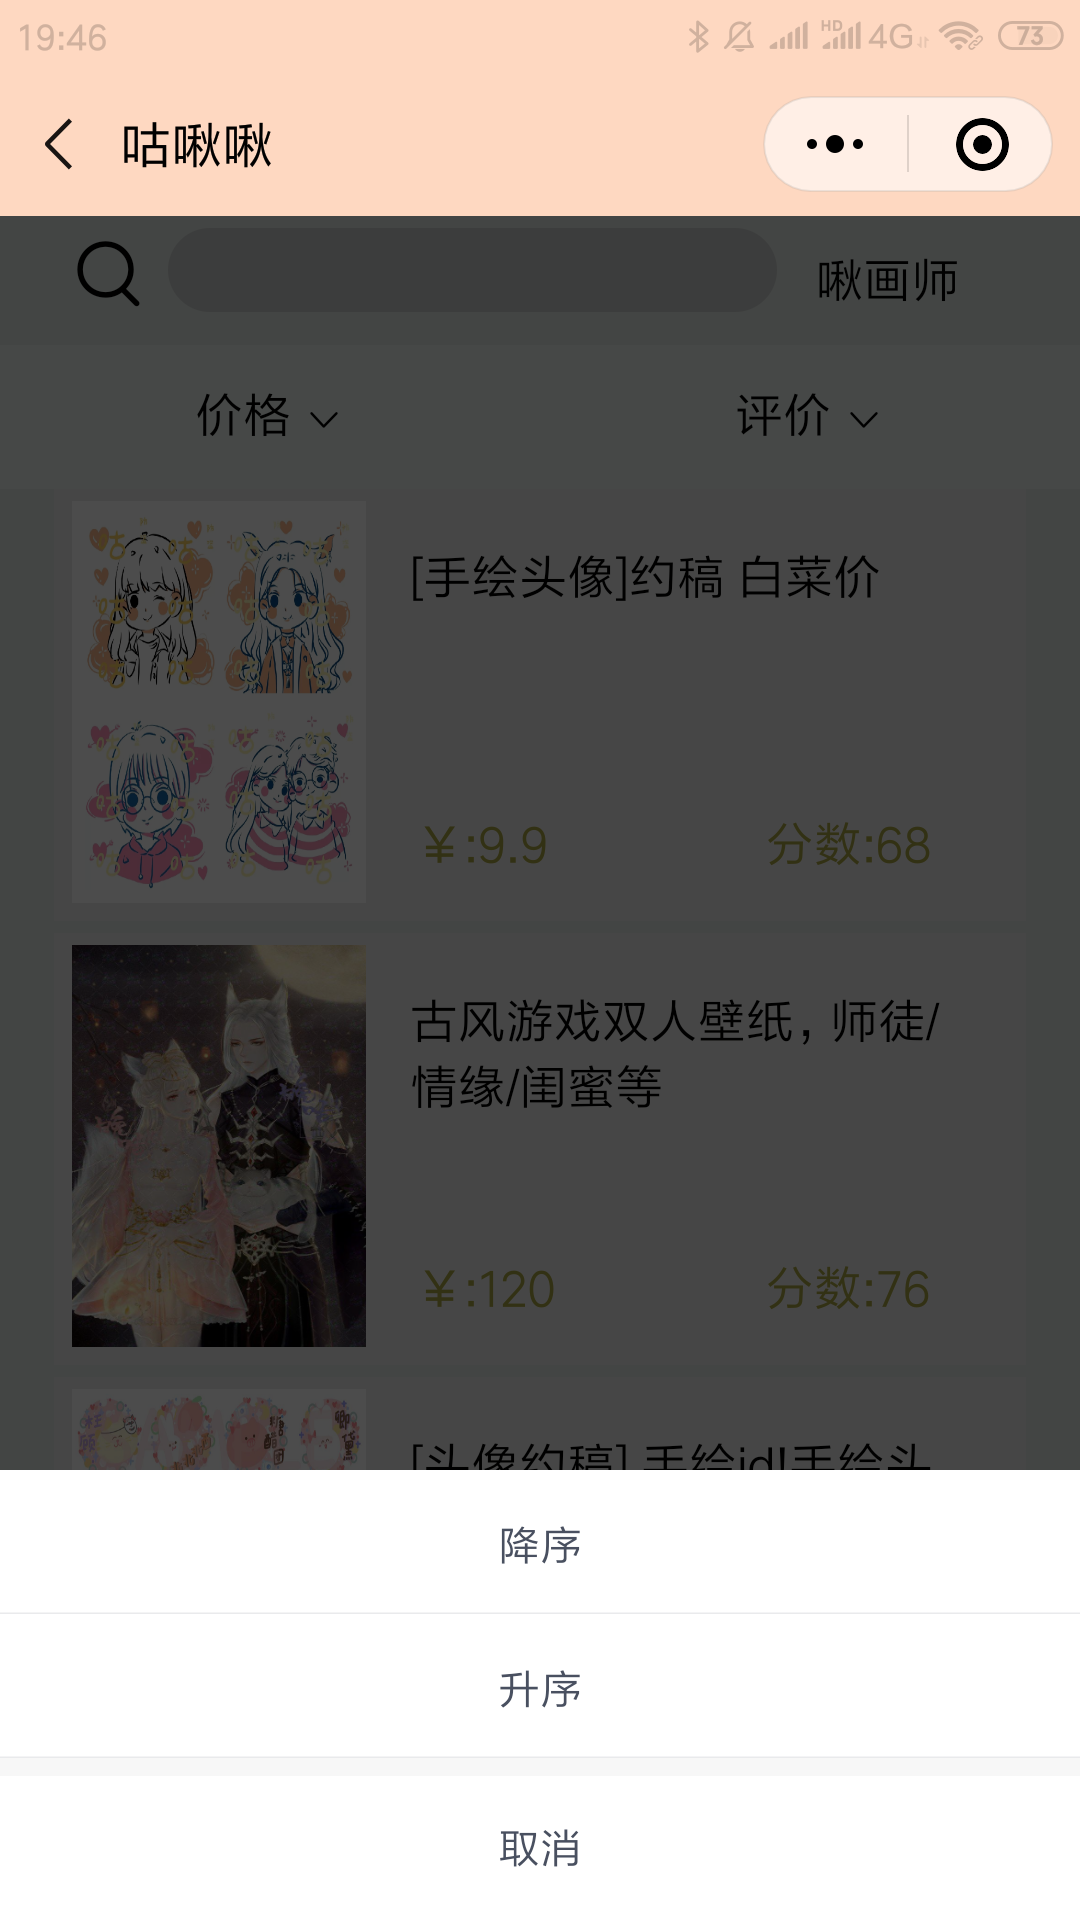 19:46 HD 4G 73
咕啾啾
啾画师
价格 评价
[手绘头像]约稿 白菜价
¥:9.9 分数:68
古风游戏双人壁纸，师徒/
情缘/闺蜜等
¥:120 分数:76
[头像约稿] 手绘id!手绘头
降序
升序
取消